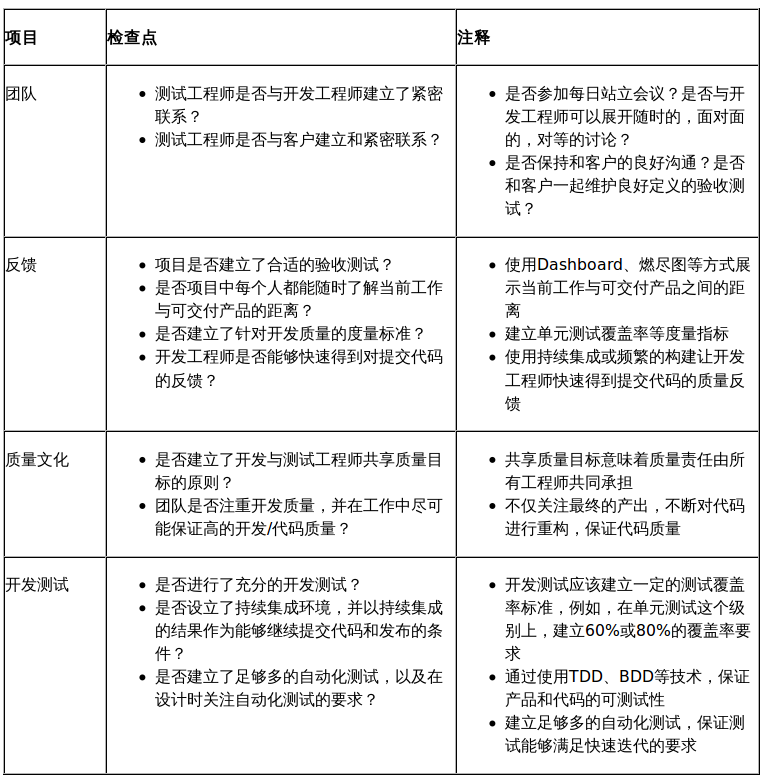 项目 检查点 注释
团队
测试工程师是否与开发工程师建立了紧密
联系？
测试工程师是否与客户建立和紧密联系？
是否参加每日站立会议？是否与开
发工程师可以展开随时的，面对面
的，对等的讨论？
是否保持和客户的良好沟通？是否
和客户一起维护良好定义的验收测
试？
反馈
项目是否建立了合适的验收测试？
是否项目中每个人都能随时了解当前工作
与可交付产品的距离？
是否建立了针对开发质量的度量标准？
开发工程师是否能够快速得到对提交代码
的反馈？
使用Dashboard、燃尽图等方式展
示当前工作与可交付产品之间的距
离
建立单元测试覆盖率等度量指标
使用持续集成或频繁的构建让开发
工程师快速得到提交代码的质量反
馈
质量文化
是否建立了开发与测试工程师共享质量目
标的原则？
团队是否注重开发质量，并在工作中尽可
能保证高的开发/代码质量？
共享质量目标意味着质量责任由所
有工程师共同承担
不仅关注最终的产出，不断对代码
进行重构，保证代码质量
开发测试
是否进行了充分的开发测试？
是否设立了持续集成环境，并以持续集成
的结果作为能够继续提交代码和发布的条
件？
是否建立了足够多的自动化测试，以及在
设计时关注自动化测试的要求？
开发测试应该建立一定的测试覆盖
率标准，例如，在单元测试这个级
别上，建立60%或80%的覆盖率要
求
通过使用TDD、BDD等技术，保证
产品和代码的可测试性
建立足够多的自动化测试，保证测
试能够满足快速迭代的要求